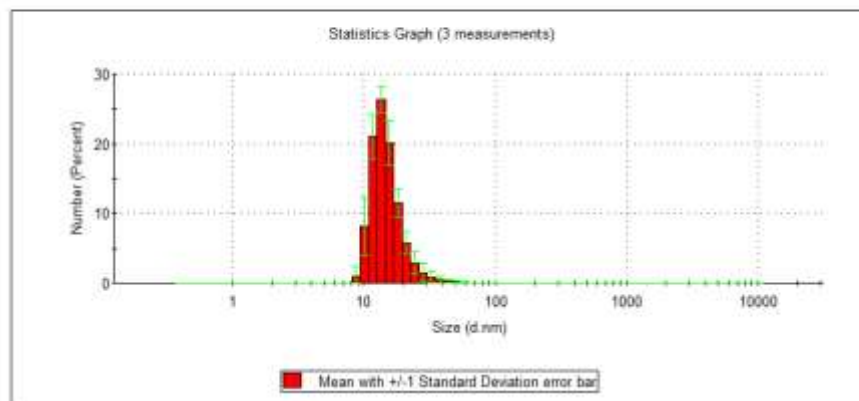 Statistics Graph (3 measurements)
30
20
10
0
Number (Percent)
1 10 100 1000 10000
Size (d.nm)
Mean with +/-1 Standard Deviation error bar